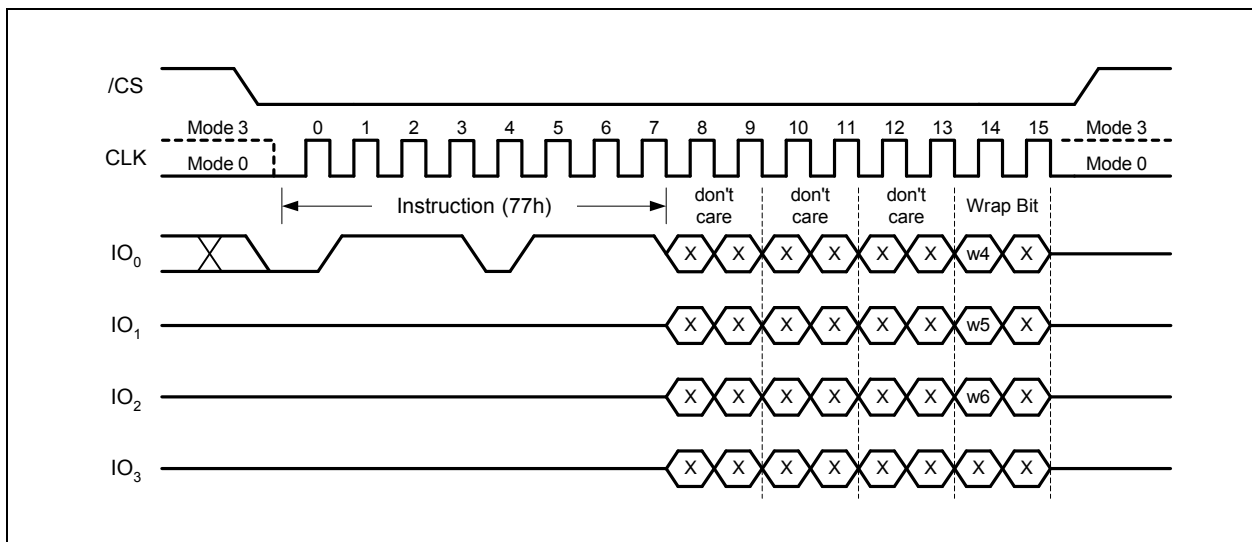 /CS
Mode 3 0 1 2 3 4 5 6 7 8 9 10 11 12 13 14 15 Mode 3
CLK
Mode 0 Mode 0
Instruction (77h) don't care don't care don't care Wrap Bit
IO0 X X X X X X w4 X
IO1 X X X X X X w5 X
IO2 X X X X X X w6 X
IO3 X X X X X X X X